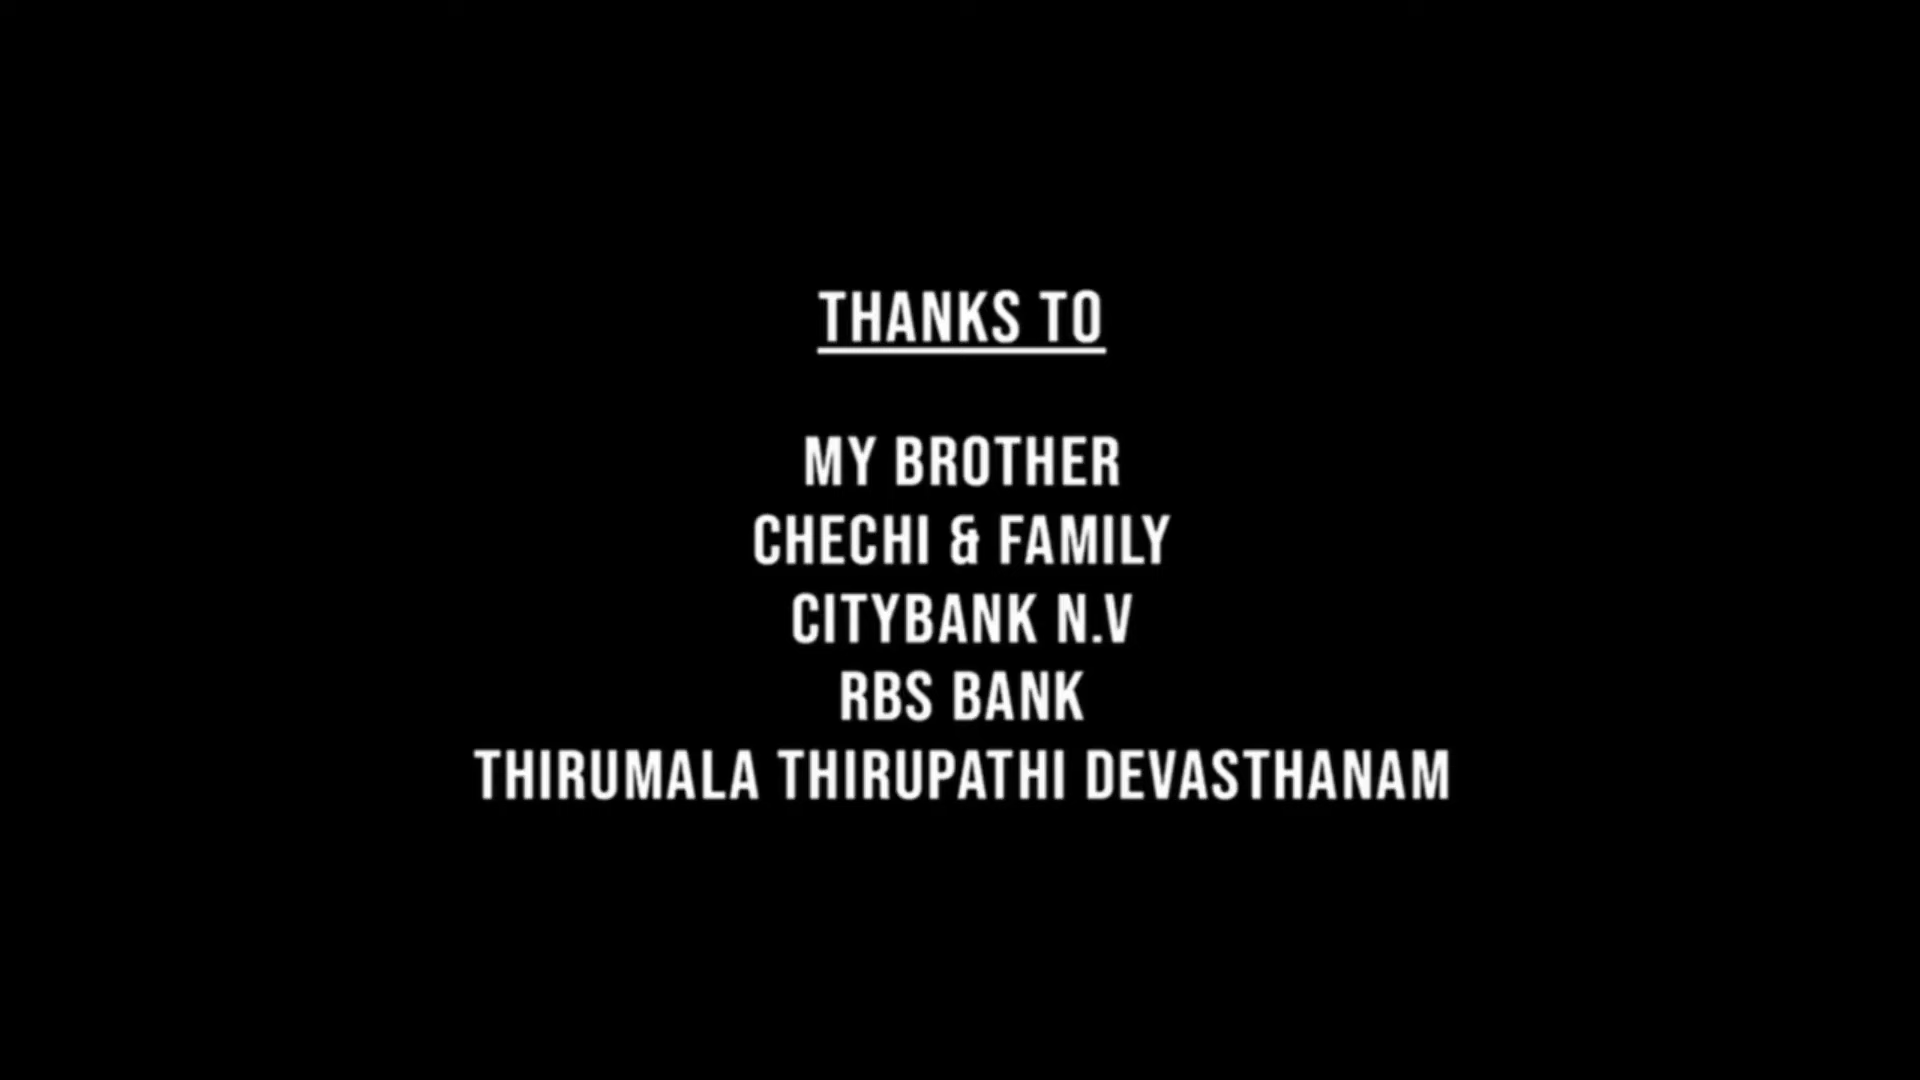 THANKS TO
MY BROTHER
CHECHI & FAMILY
CITYBANK N.V
RBS BANK
THIRUMALA THIRUPATHI DEVASTHANAM